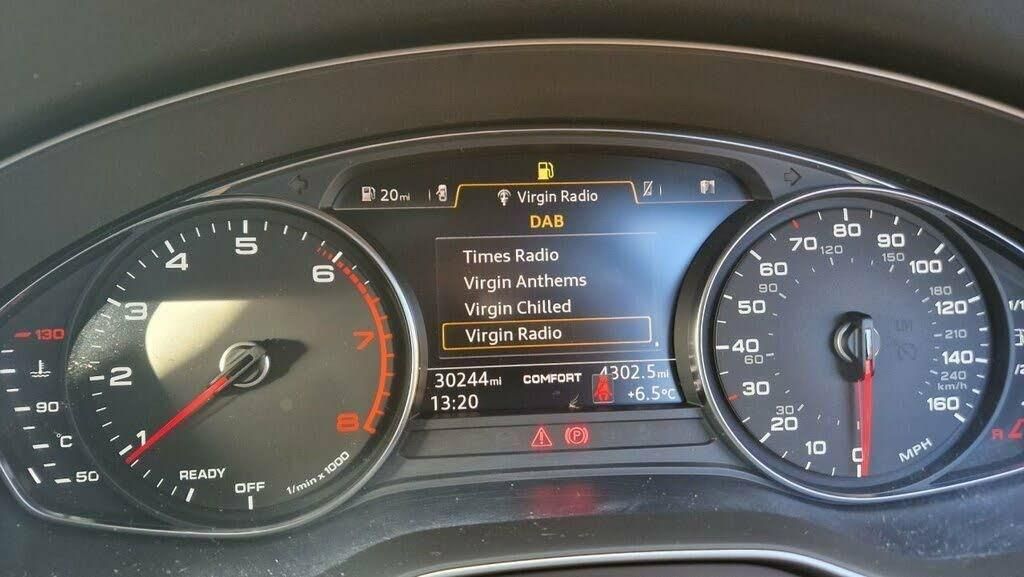 20mi
Virgin Radio
DAB
Times Radio
Virgin Anthems
Virgin Chilled
Virgin Radio
30244mi
COMFORT
4302.5mi
13:20
+6.5°C
130
90
°C
50
OFF
READY
1
2
3
4
5
6
7
8
1/min x 1000
0
10
20
30
40
60
70
80
90
100
120
140
160
MPH
30
60
90
120
150
180
210
240
km/h
P